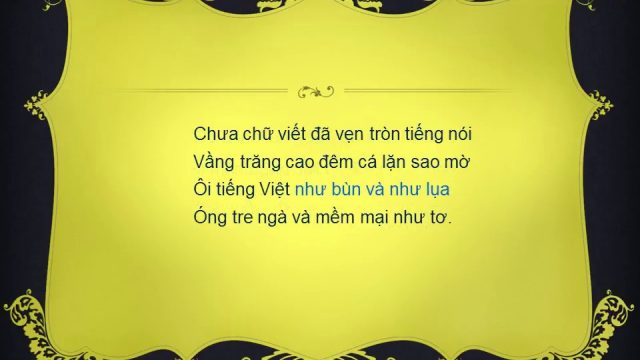 Chưa chữ viết đã vẹn tròn tiếng nói
Vầng trăng cao đêm cá lặn sao mờ
Ôi tiếng Việt như bùn và như lụa
Óng tre ngà và mềm mại như tơ.